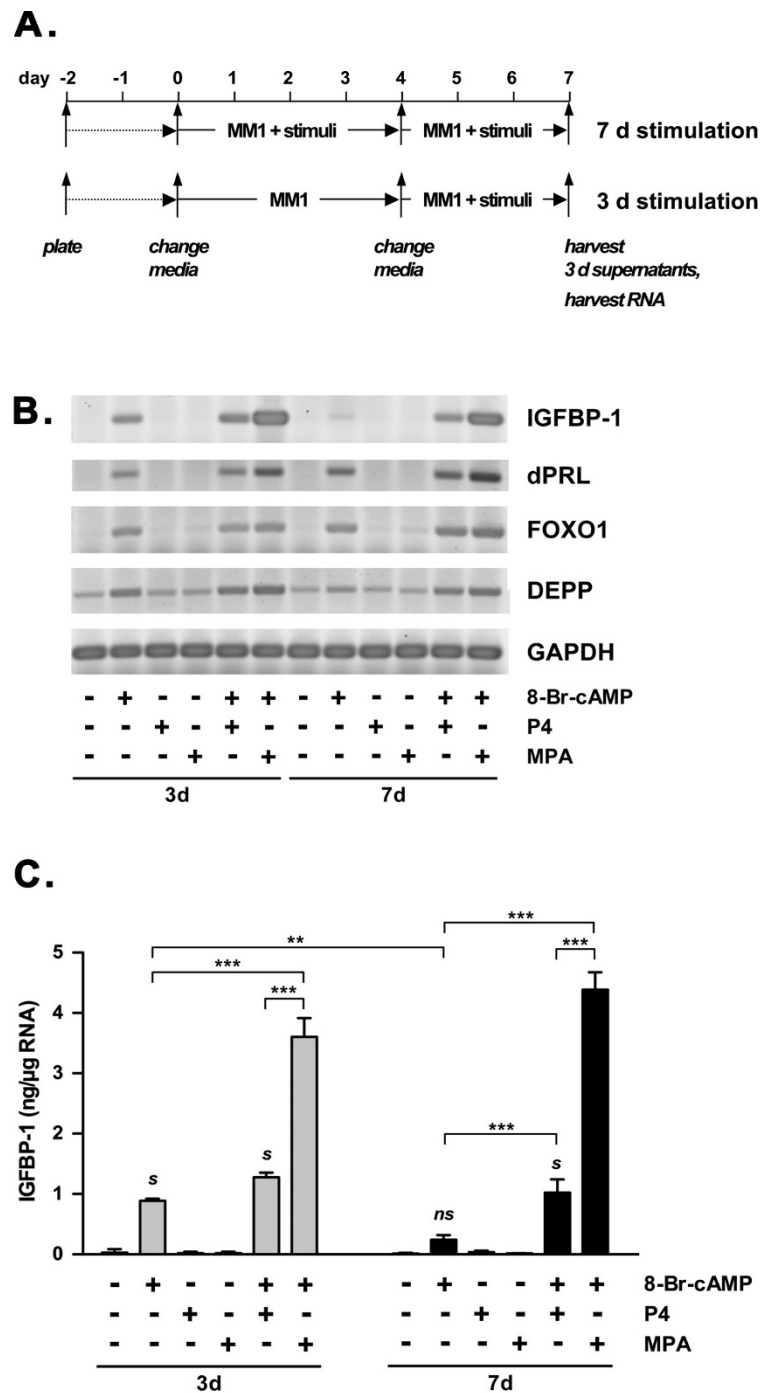 A.
day -2 -1 0 1 2 3 4 5 6 7
MM1 + stimuli MM1 + stimuli 7 d stimulation
MM1 MM1 + stimuli 3 d stimulation
plate change media change media harvest 3 d supernatants, harvest RNA
B.
IGFBP-1
dPRL
FOXO1
DEPP
GAPDH
- + - - + + - + - - + + 8-Br-cAMP
- - + - + - - - + - + - P4
- - - + - + - - - + - + MPA
3d 7d
C.
IGFBP-1 (ng/µg RNA)
5
4
3
2
1
0
** ***
*** ***
***
***
s s ns s
- + - - + + - + - - + + 8-Br-cAMP
- - + - + - - - + - + - P4
- - - + - + - - - + - + MPA
3d 7d